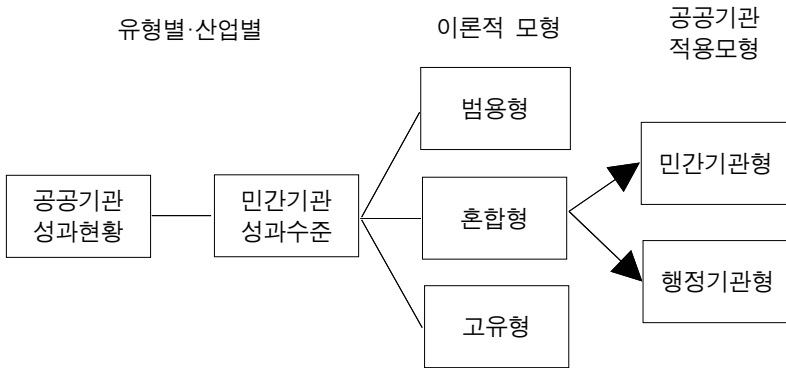 유형별·산업별
이론적 모형
공공기관
적용모형
범용형
민간기관형
공공기관
성과현황
민간기관
성과수준
혼합형
행정기관형
고유형